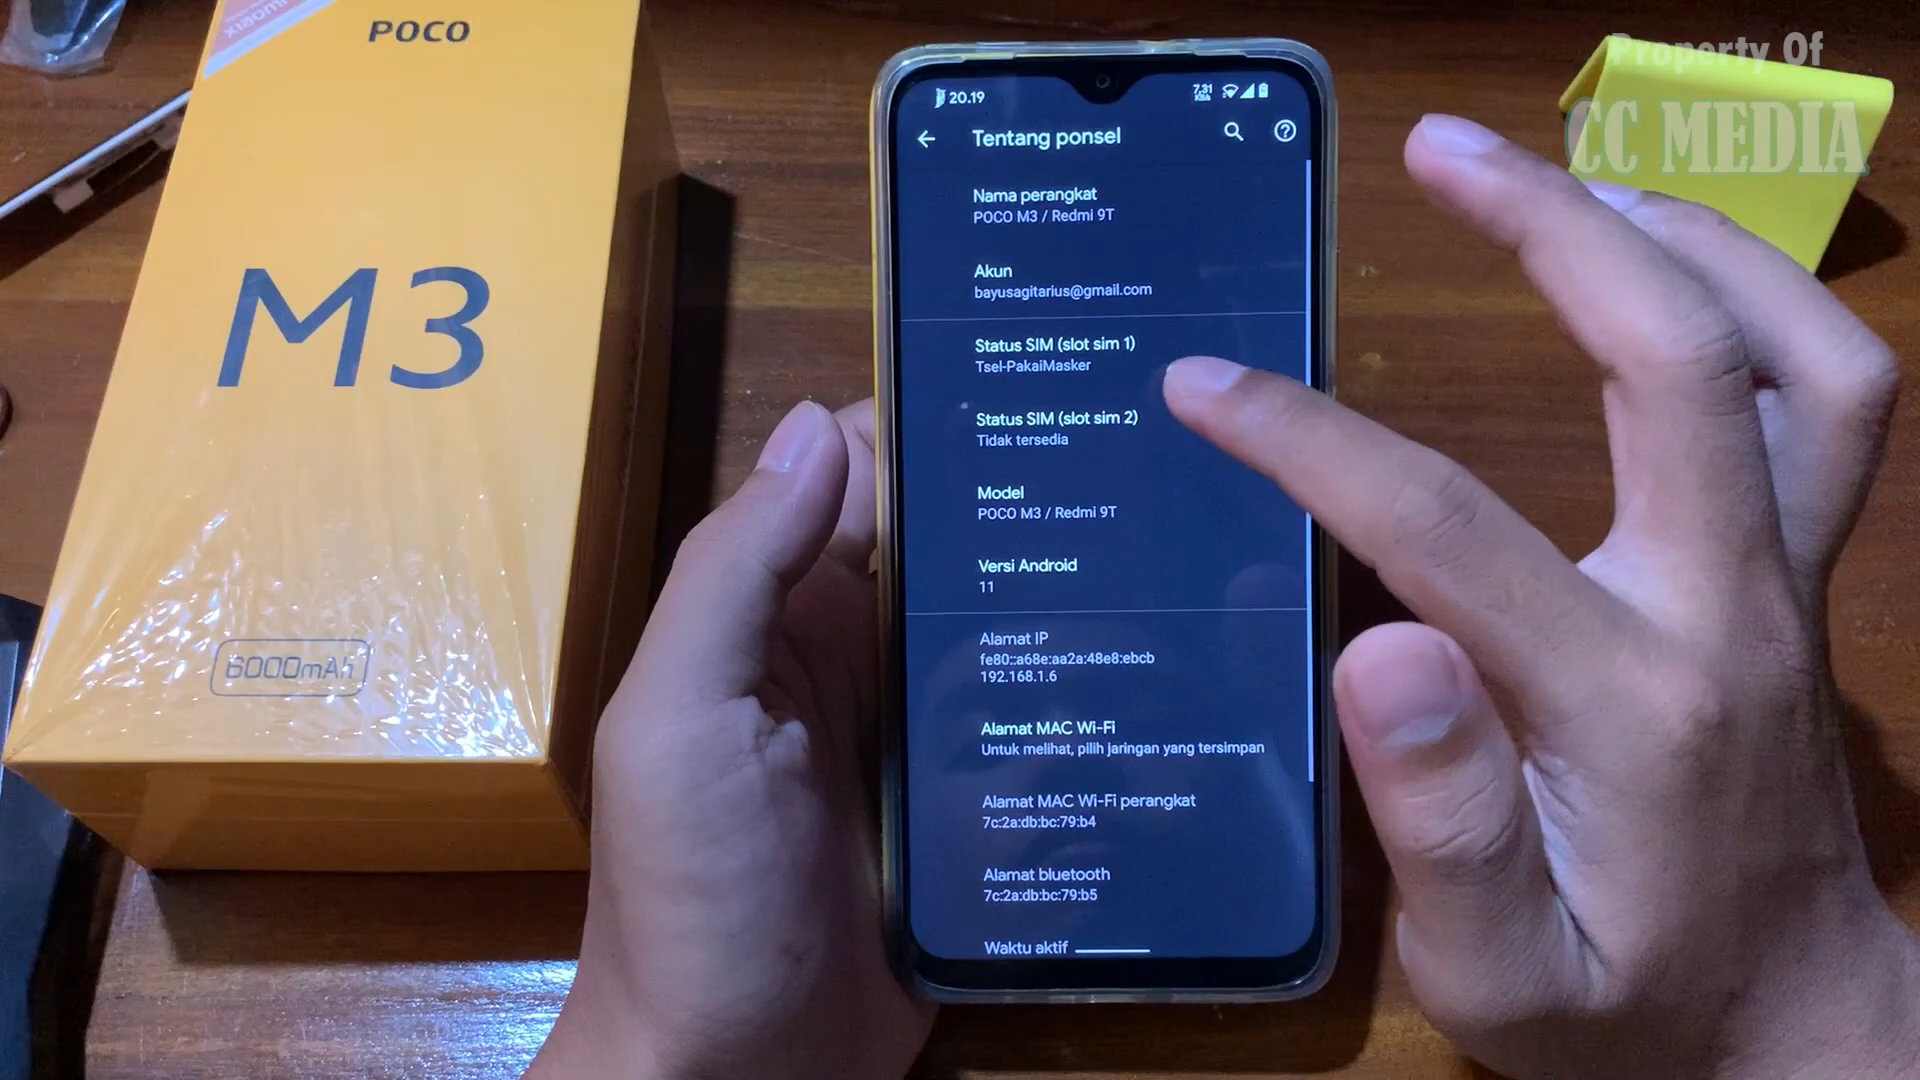 xiaomi
POCO
M3
6000mAh
20.19
7,31
KB/s
Tentang ponsel
Nama perangkat
POCO M3 / Redmi 9T
Akun
bayusagitarius@gmail.com
Status SIM (slot sim 1)
Tsel-PakaiMasker
Status SIM (slot sim 2)
Tidak tersedia
Model
POCO M3 / Redmi 9T
Versi Android
11
Alamat IP
fe80::a68e:aa2a:48e8:ebcb
192.168.1.6
Alamat MAC Wi-Fi
Untuk melihat, pilih jaringan yang tersimpan
Alamat MAC Wi-Fi perangkat
7c:2a:db:bc:79:b4
Alamat bluetooth
7c:2a:db:bc:79:b5
Waktu aktif
Property Of
CC MEDIA